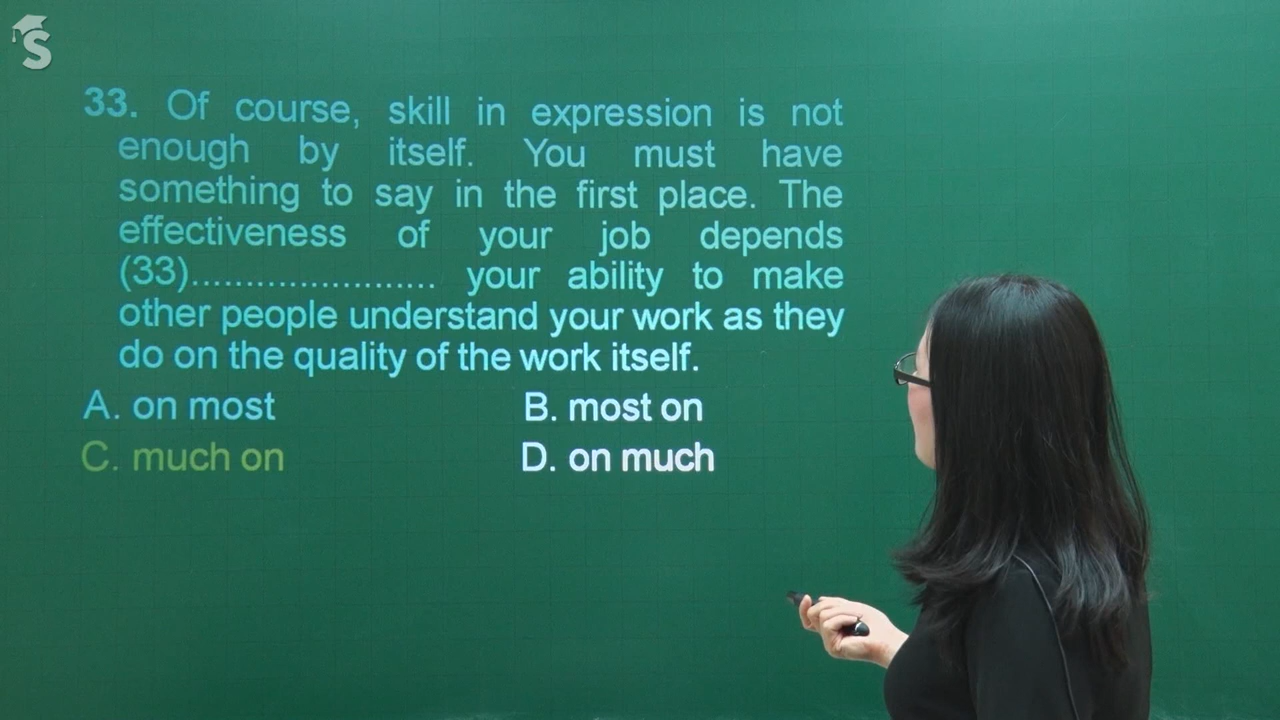 S
33. Of course, skill in expression is not
enough by itself. You must have
something to say in the first place. The
effectiveness of your job depends
(33)....................... your ability to make
other people understand your work as they
do on the quality of the work itself.
A. on most B. most on
C. much on D. on much